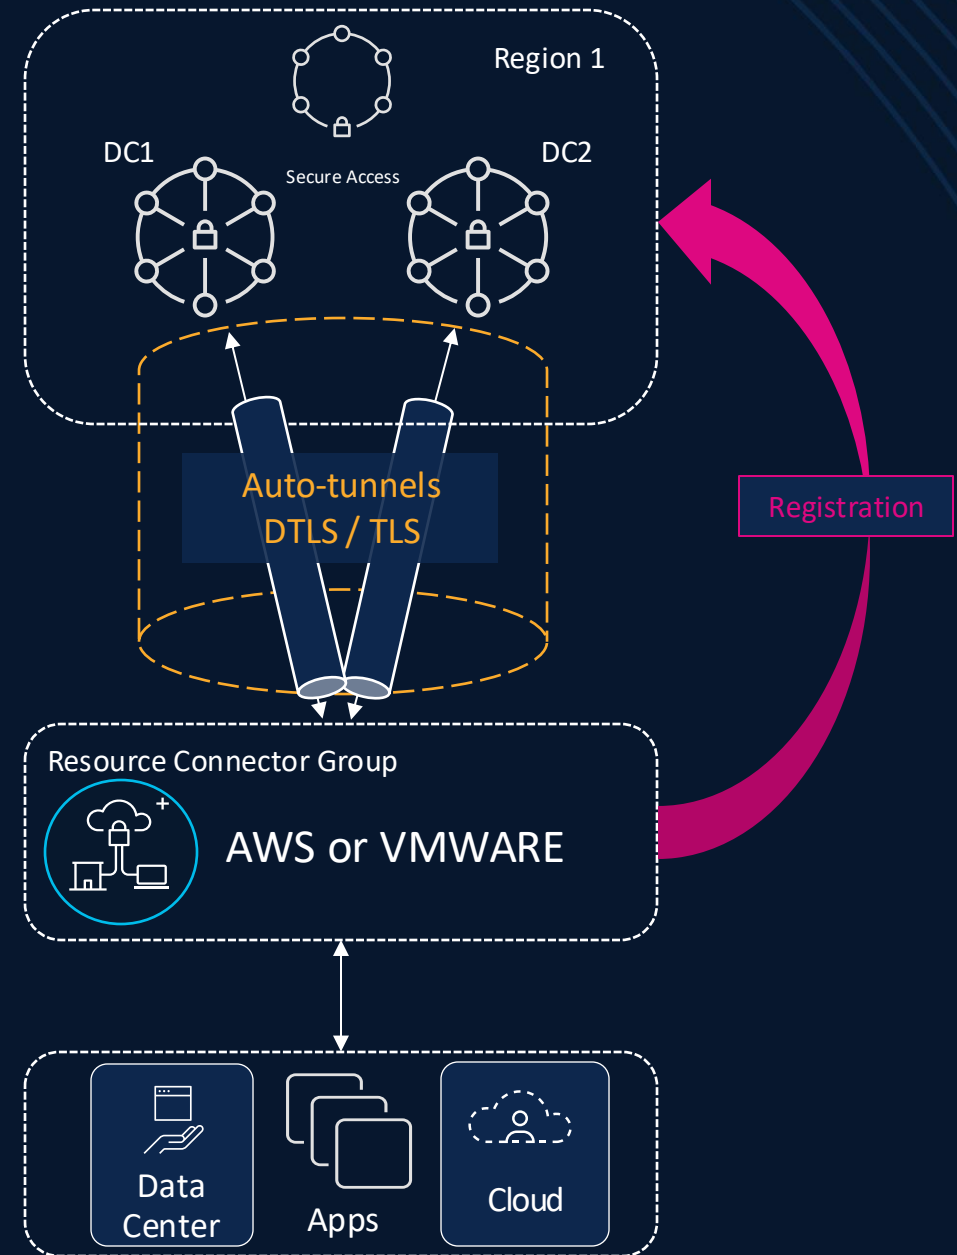 Region 1
DC1
DC2
Secure Access
Auto-tunnels
DTLS / TLS
Registration
Resource Connector Group
AWS or VMWARE
Data
Center
Apps
Cloud